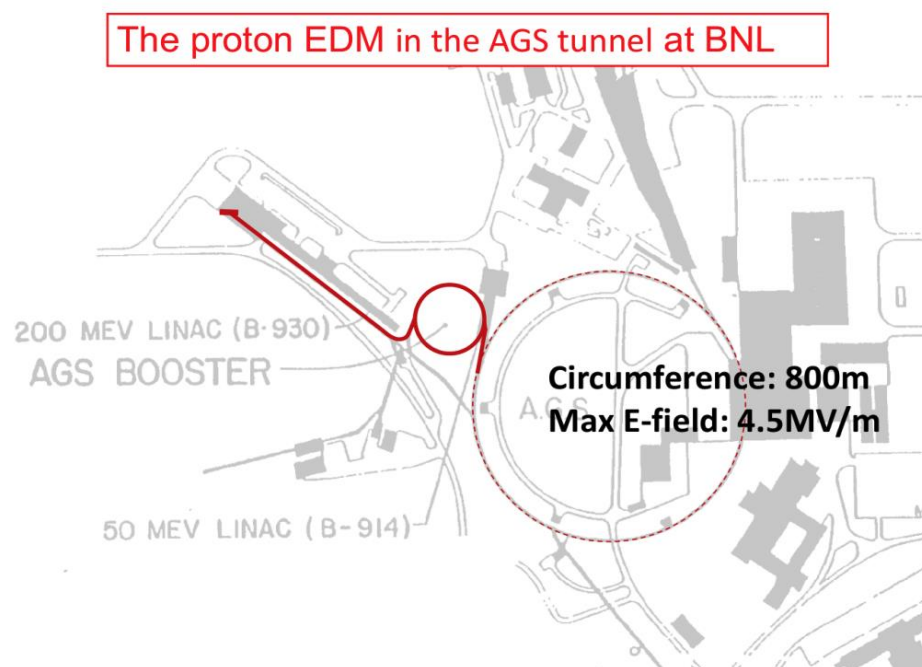 The proton EDM in the AGS tunnel at BNL
200 MEV LINAC (B-930)
AGS BOOSTER
Circumference: 800m
A.G.S.
Max E-field: 4.5MV/m
50 MEV LINAC (B-914)